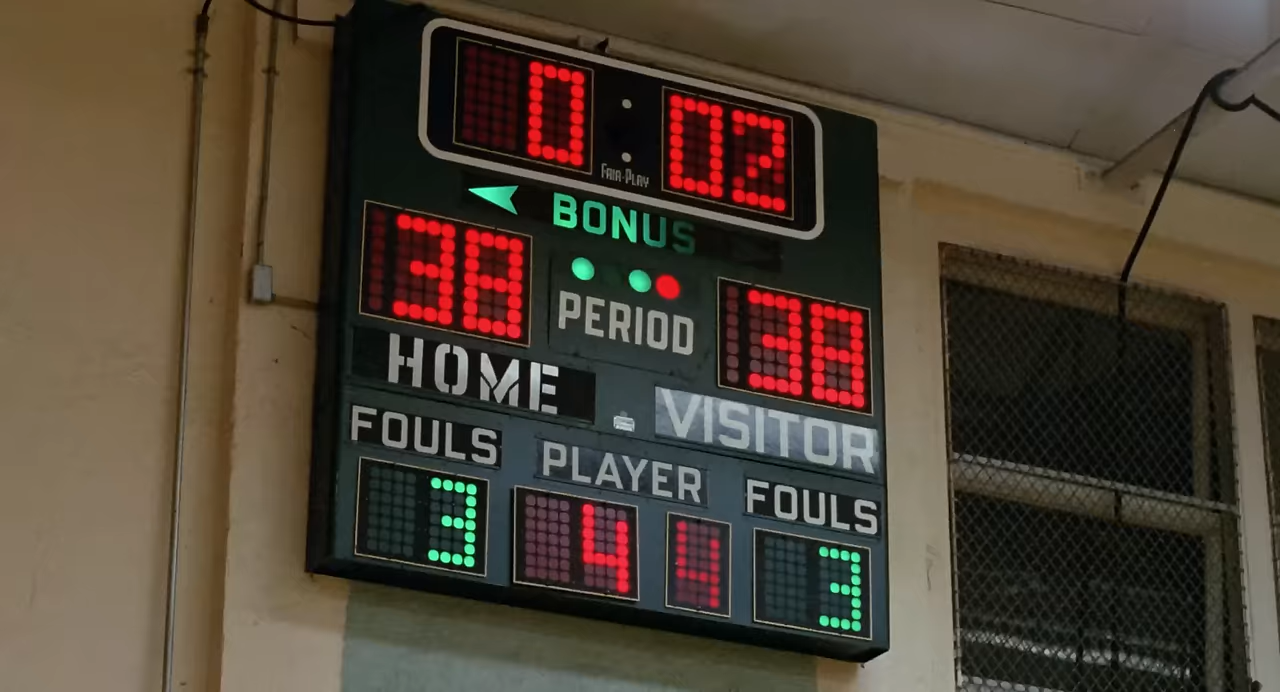 0:02
FAIR-PLAY
BONUS
38 38
PERIOD
HOME
VISITOR
FOULS PLAYER FOULS
3 4 4 3